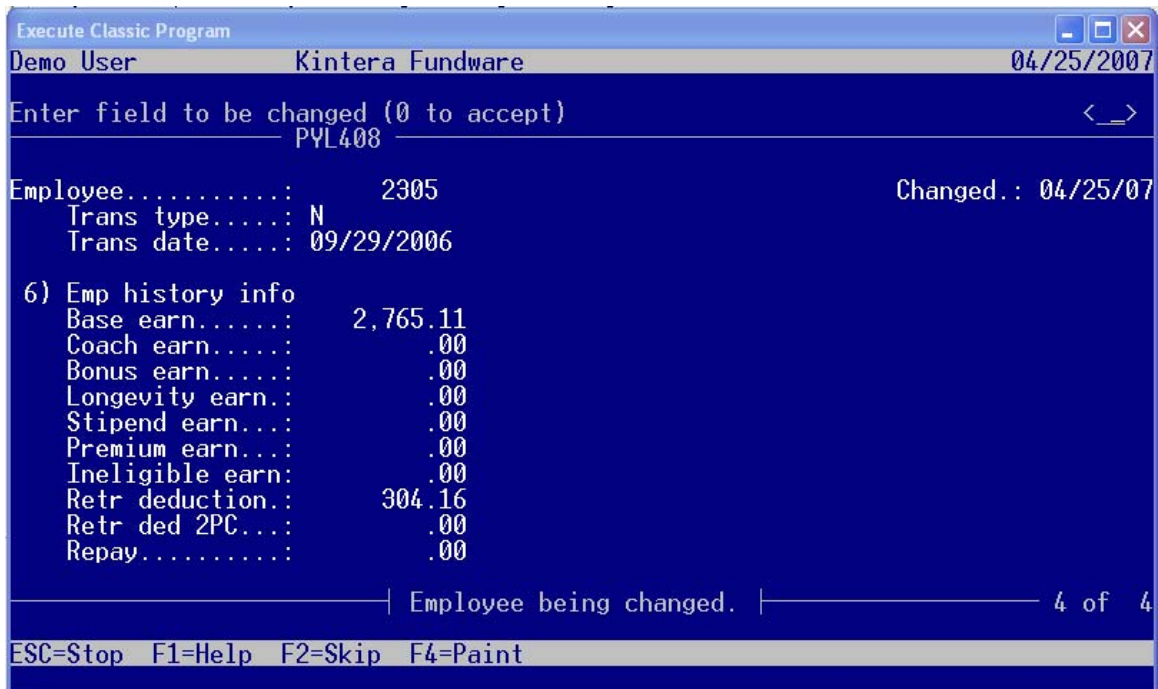 Execute Classic Program
Demo User Kintera Fundware 04/25/2007
Enter field to be changed (0 to accept) <__>
PYL408
Employee...........: 2305 Changed.: 04/25/07
Trans type.....: N
Trans date.....: 09/29/2006
6) Emp history info
Base earn......: 2,765.11
Coach earn.....: .00
Bonus earn.....: .00
Longevity earn.: .00
Stipend earn...: .00
Premium earn...: .00
Ineligible earn: .00
Retr deduction.: 304.16
Retr ded 2PC...: .00
Repay..........: .00
Employee being changed. 4 of 4
ESC=Stop F1=Help F2=Skip F4=Paint